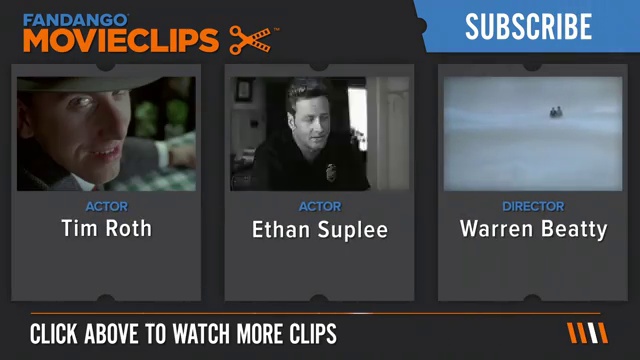 FANDANGO
MOVIECLIPS
SUBSCRIBE
ACTOR
Tim Roth
ACTOR
Ethan Suplee
DIRECTOR
Warren Beatty
CLICK ABOVE TO WATCH MORE CLIPS